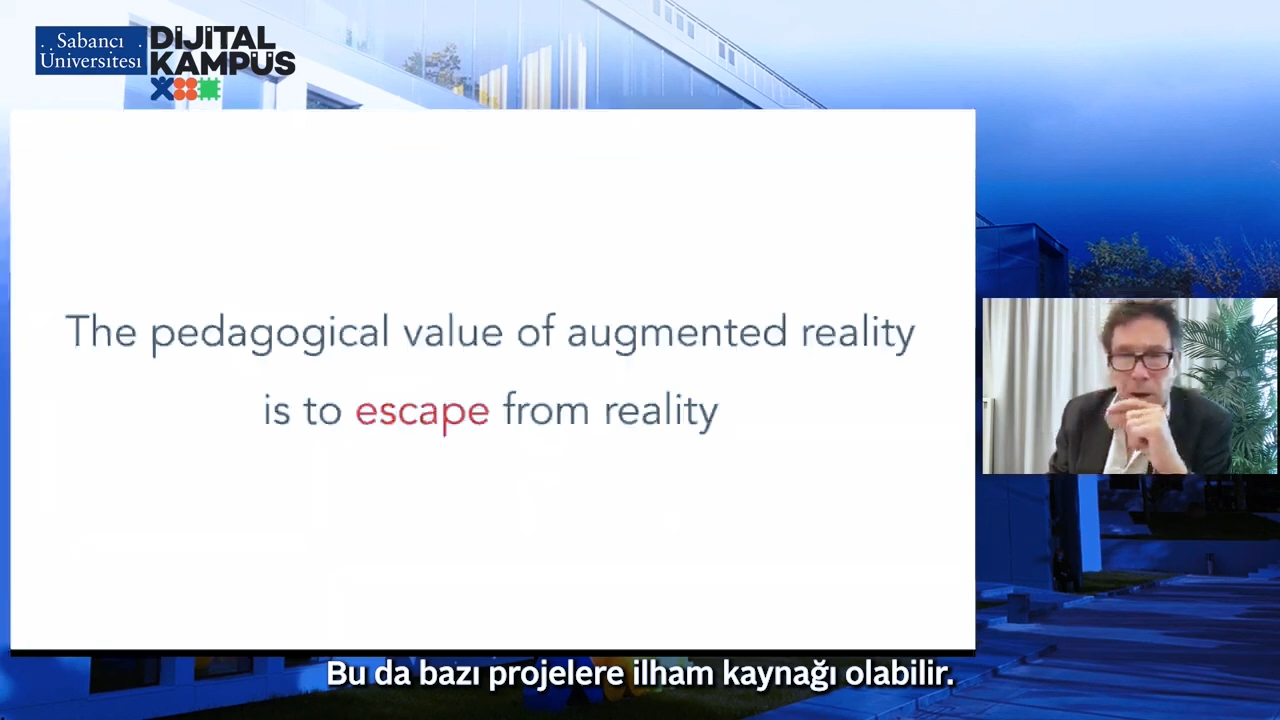 Sabancı
Üniversitesi
DİJİTAL
KAMPUS
The pedagogical value of augmented reality
is to escape from reality
Bu da bazı projelere ilham kaynağı olabilir.